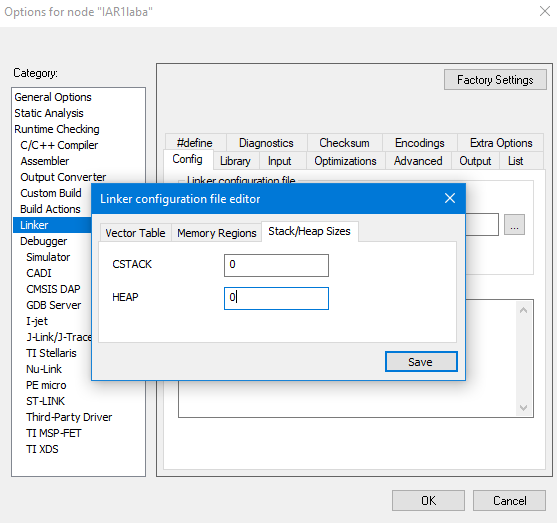 Options for node "IAR1laba"
Category:
General Options
Static Analysis
Runtime Checking
C/C++ Compiler
Assembler
Output Converter
Custom Build
Build Actions
Linker
Debugger
Simulator
CADI
CMSIS DAP
GDB Server
I-jet
J-Link/J-Trace
TI Stellaris
Nu-Link
PE micro
ST-LINK
Third-Party Driver
TI MSP-FET
TI XDS
Factory Settings
#define Diagnostics Checksum Encodings Extra Options
Config Library Input Optimizations Advanced Output List
Linker configuration file
...
Linker configuration file editor
Vector Table Memory Regions Stack/Heap Sizes
CSTACK 0
HEAP 0
Save
OK Cancel